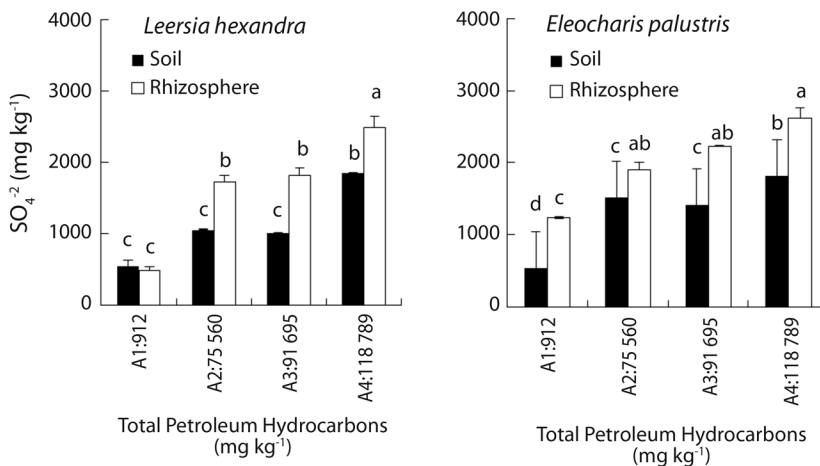 Leersia hexandra
Soil
Rhizosphere
SO₄⁻² (mg kg⁻¹)
4000
3000
2000
1000
0
c c
c b
c b
b a
A1:912
A2:75 560
A3:91 695
A4:118 789
Total Petroleum Hydrocarbons
(mg kg⁻¹)
Eleocharis palustris
Soil
Rhizosphere
4000
3000
2000
1000
0
d c
c ab
c ab
b a
A1:912
A2:75 560
A3:91 695
A4:118 789
Total Petroleum Hydrocarbons
(mg kg⁻¹)